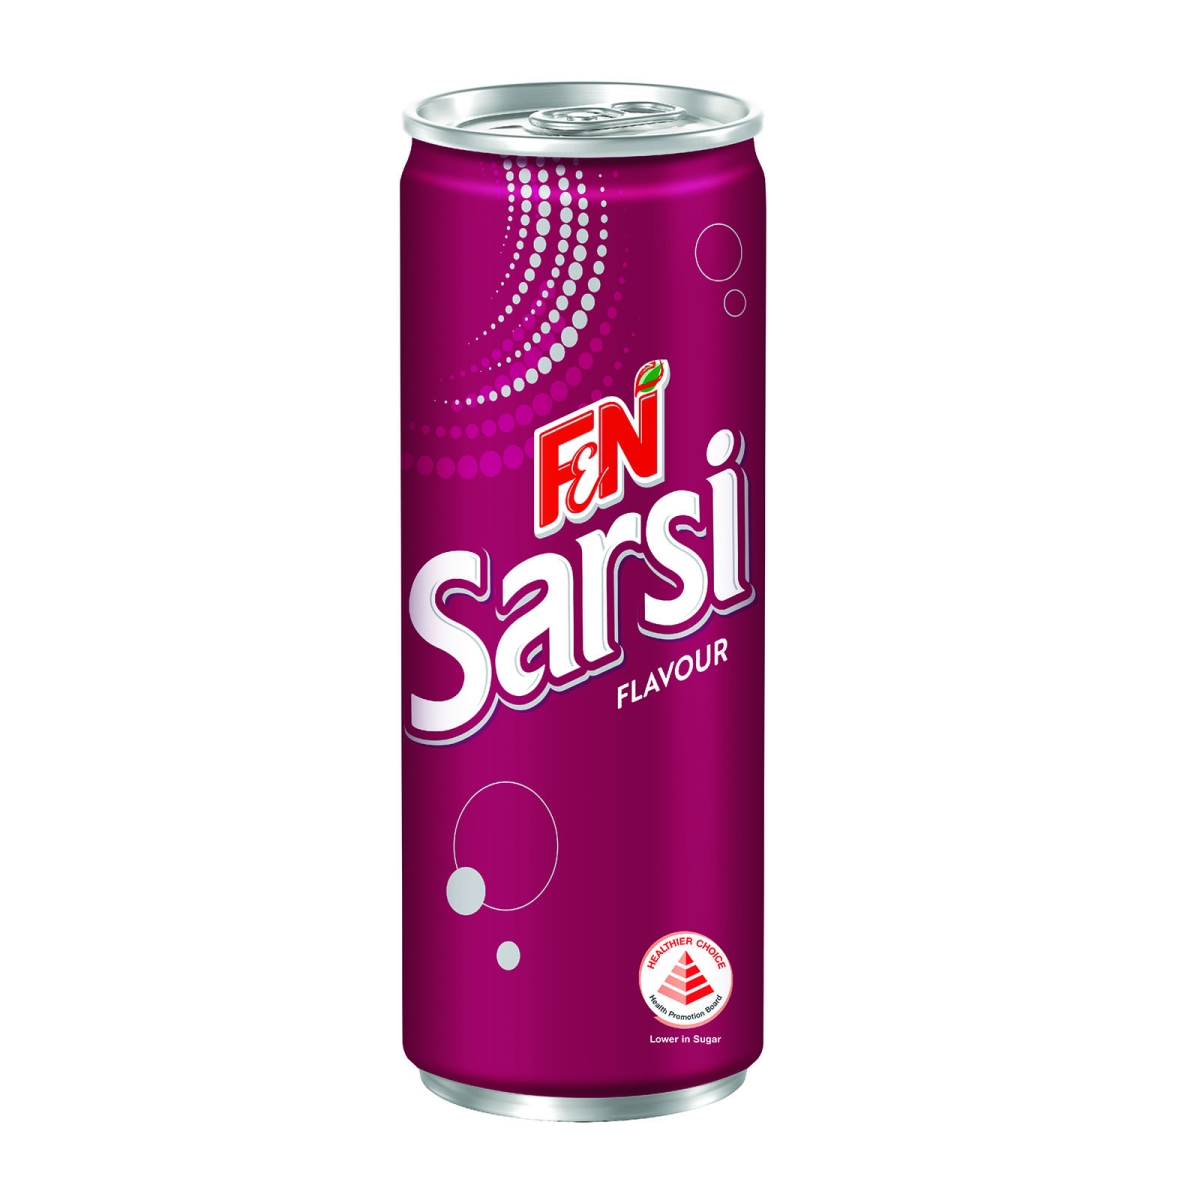 F&N
Sarsi
FLAVOUR
HEALTHIER CHOICE
Health Promotion Board
Lower in Sugar